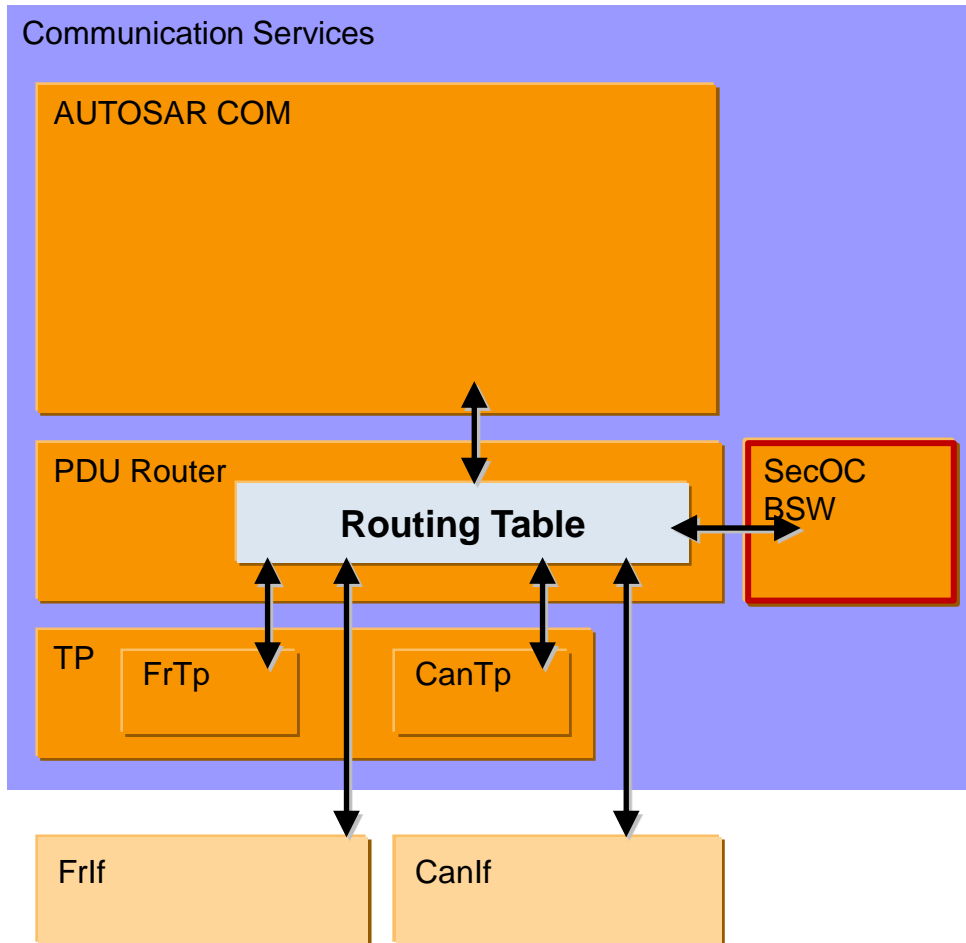 Communication Services
AUTOSAR COM
PDU Router
Routing Table
SecOC
BSW
TP
FrTp
CanTp
FrIf
CanIf